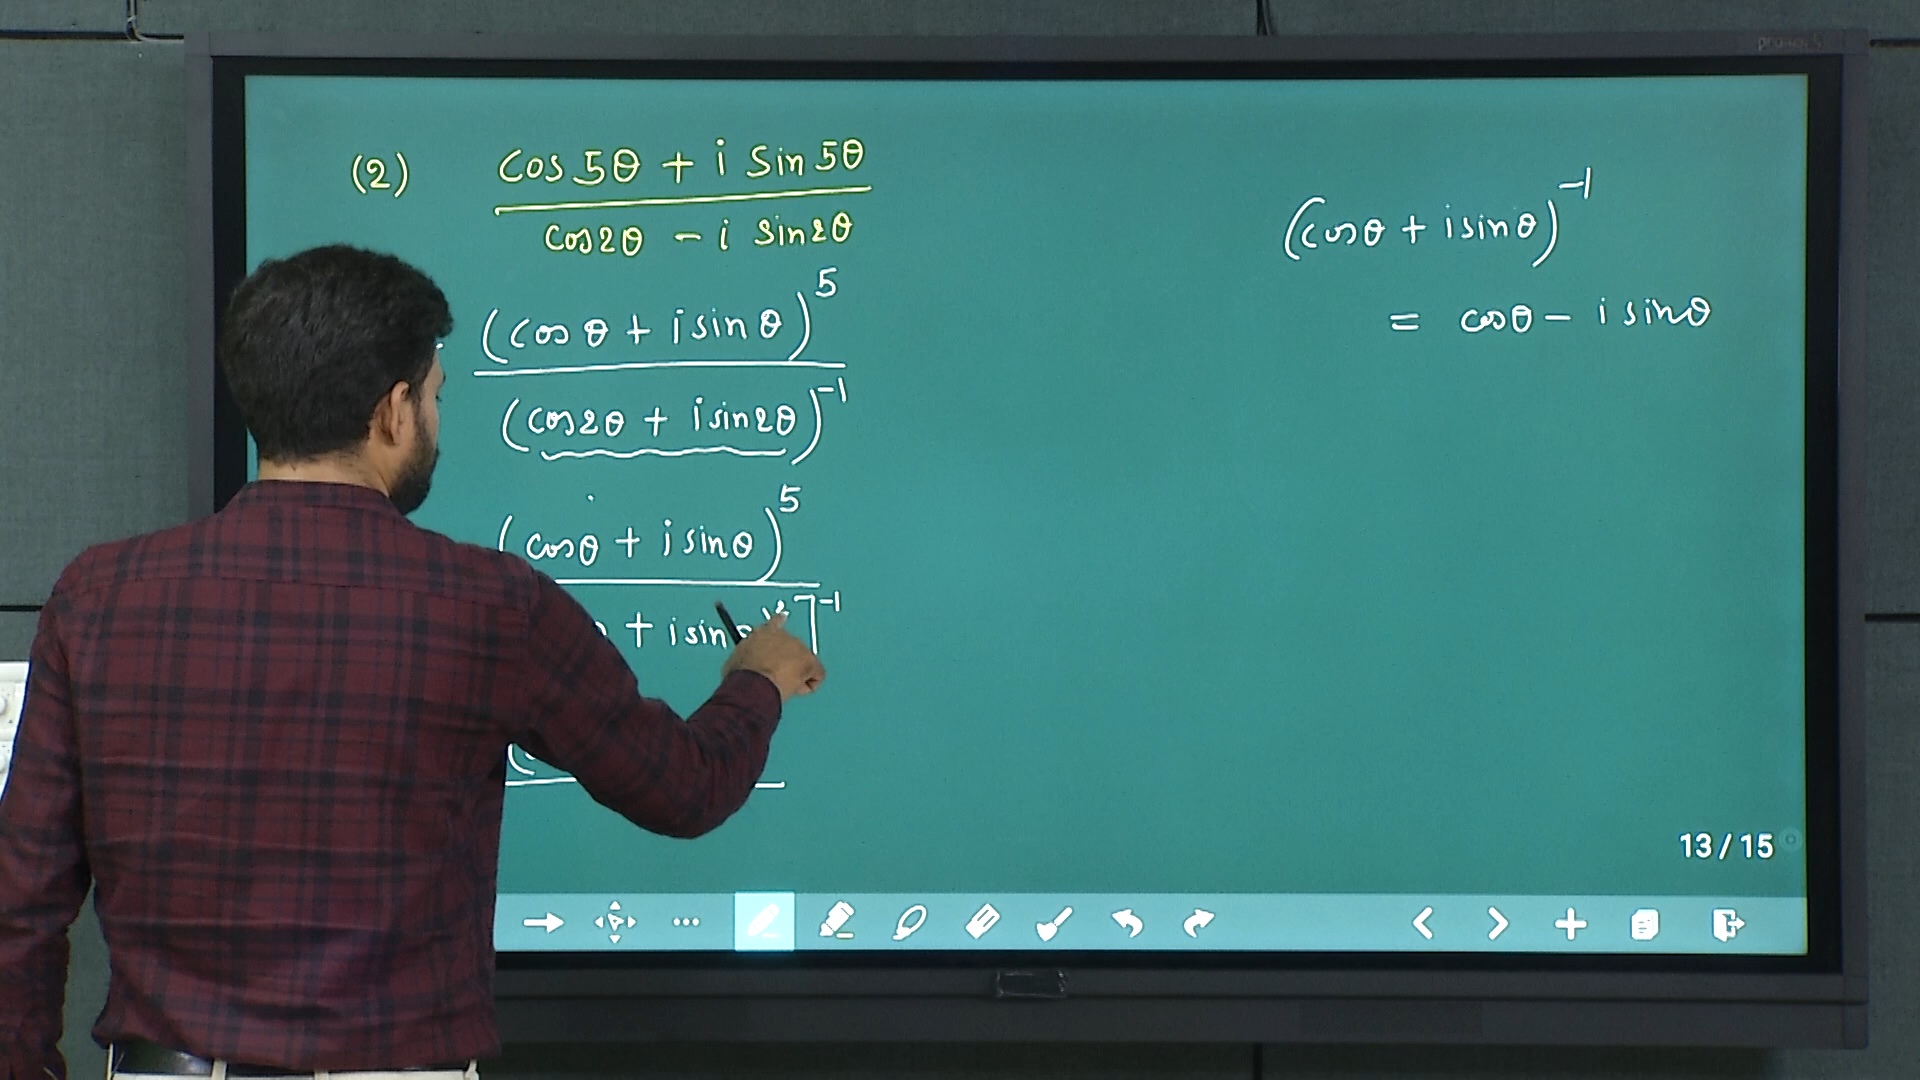 (2) cos 5θ + i sin 5θ
cos 2θ - i sin 2θ
(cos θ + i sin θ)⁵
(cos 2θ + i sin 2θ)⁻¹
(cos θ + i sin θ)⁵
+ i sin ]⁻¹
(cos θ + i sin θ)⁻¹
= cos θ - i sin θ
13/15